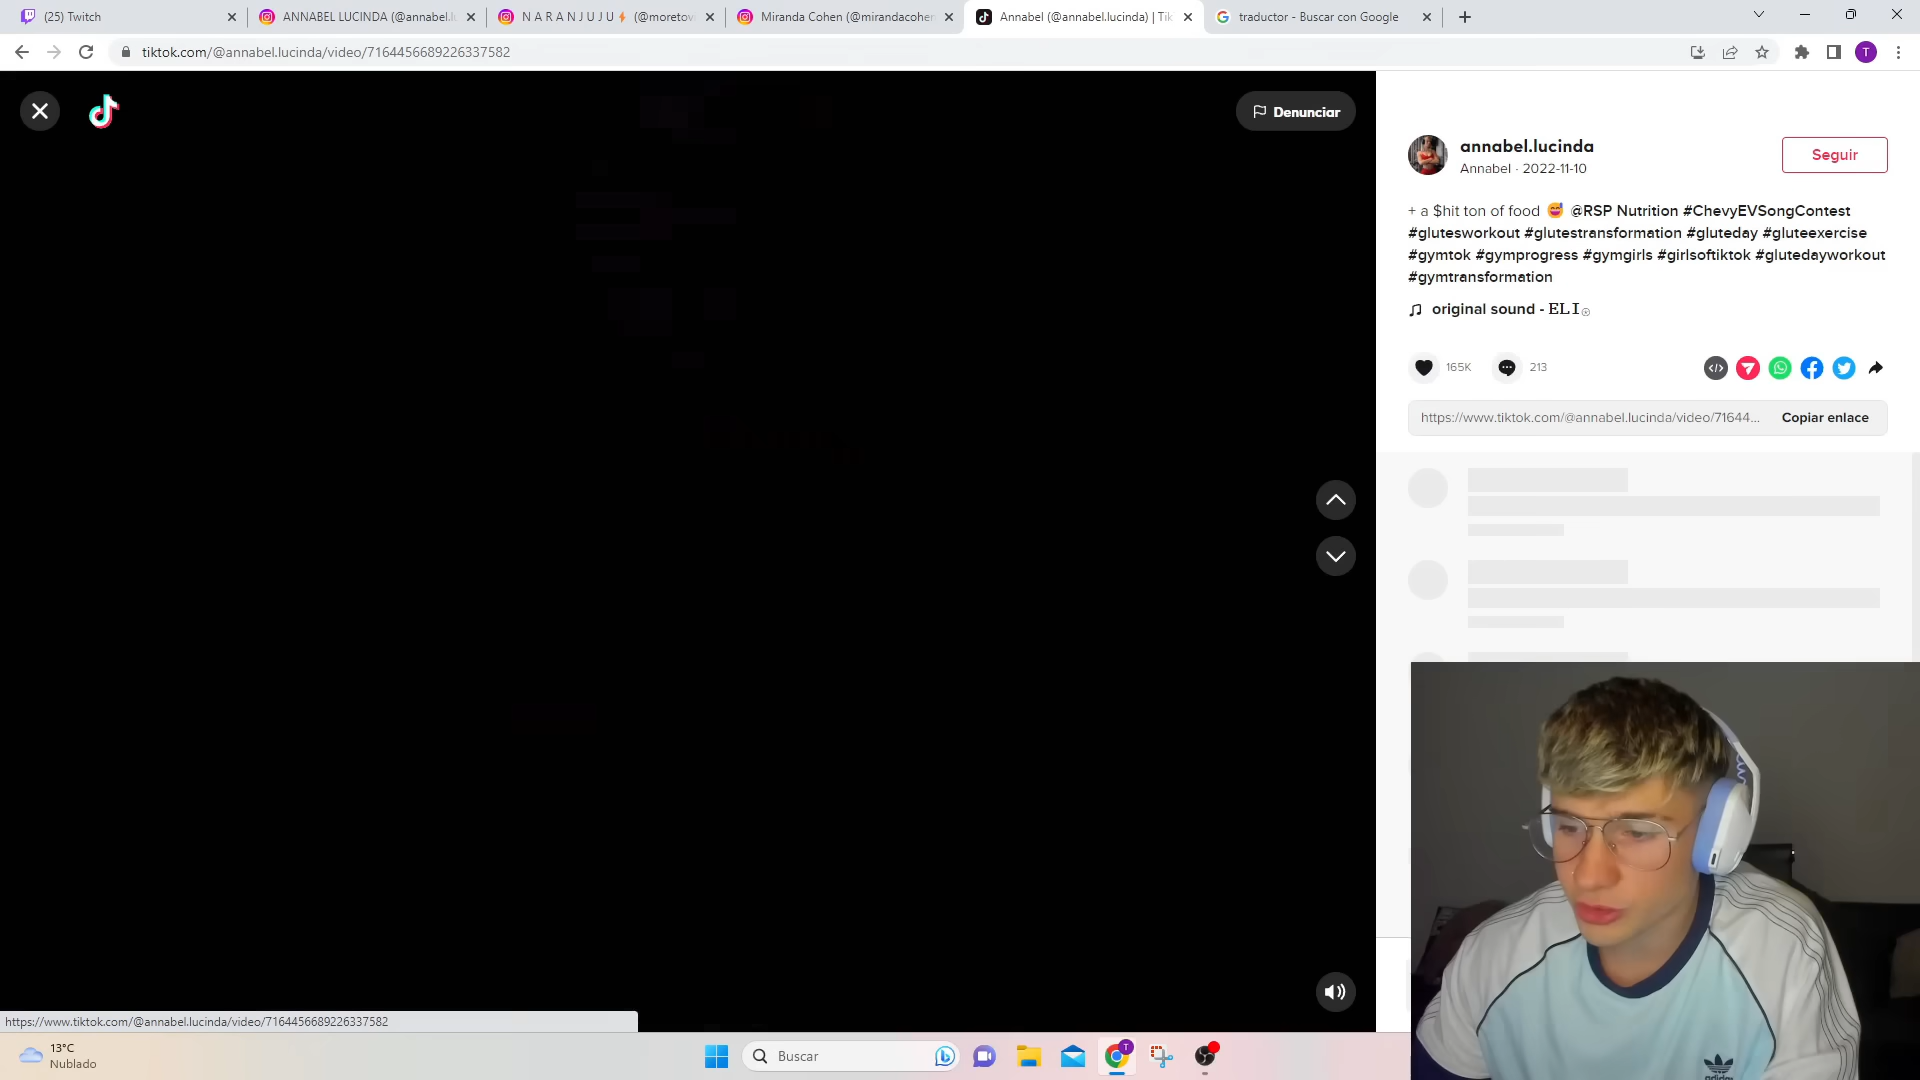 (25) Twitch
ANNABEL LUCINDA (@annabel.l
N A R A N J U J U⚡ (@moretov
Miranda Cohen (@mirandacohen
Annabel (@annabel.lucinda) | Tik
traductor - Buscar con Google
tiktok.com/@annabel.lucinda/video/7164456689226337582
T
Denunciar
annabel.lucinda
Annabel · 2022-11-10
Seguir
+ a $hit ton of food 😅 @RSP Nutrition #ChevyEVSongContest
#glutesworkout #glutestransformation #gluteday #gluteexercise
#gymtok #gymprogress #gymgirls #girlsoftiktok #glutedayworkout
#gymtransformation
original sound - ELI
165K
213
https://www.tiktok.com/@annabel.lucinda/video/71644...
Copiar enlace
https://www.tiktok.com/@annabel.lucinda/video/7164456689226337582
13°C
Nublado
Buscar
T
adidas